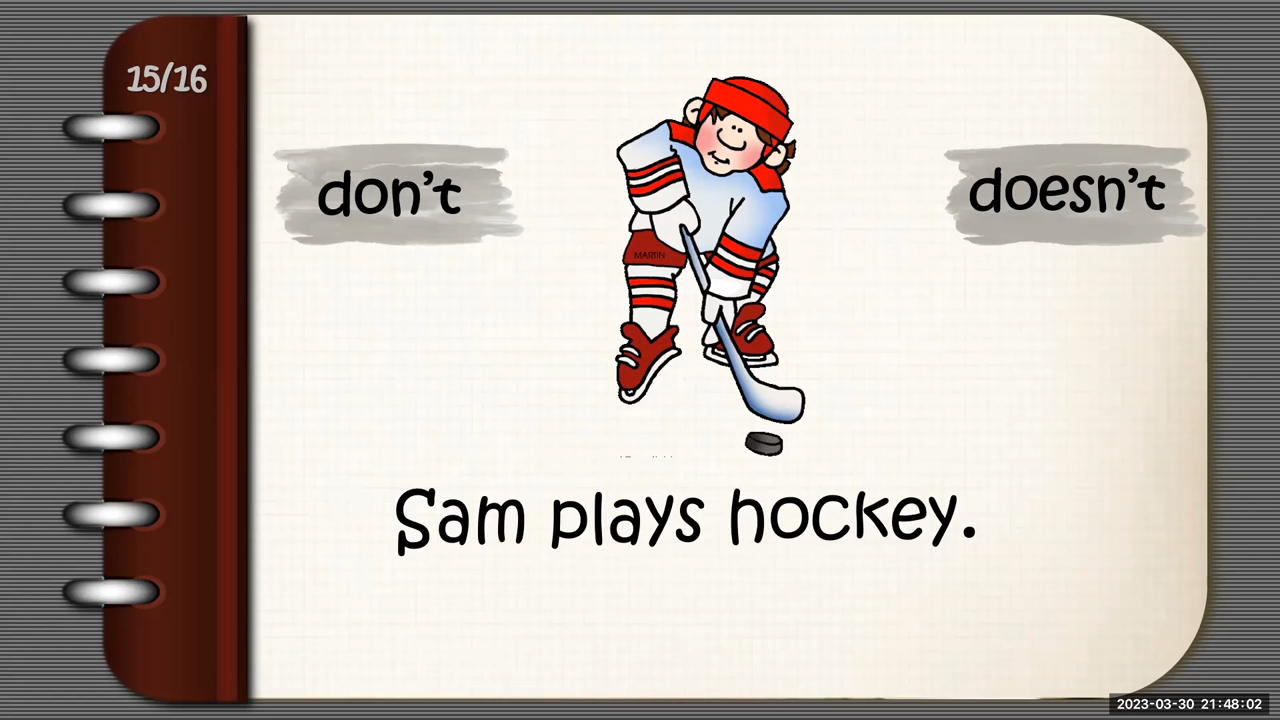 15/16
don't
doesn't
MARTIN
Sam plays hockey.
2023-03-30 21:48:02